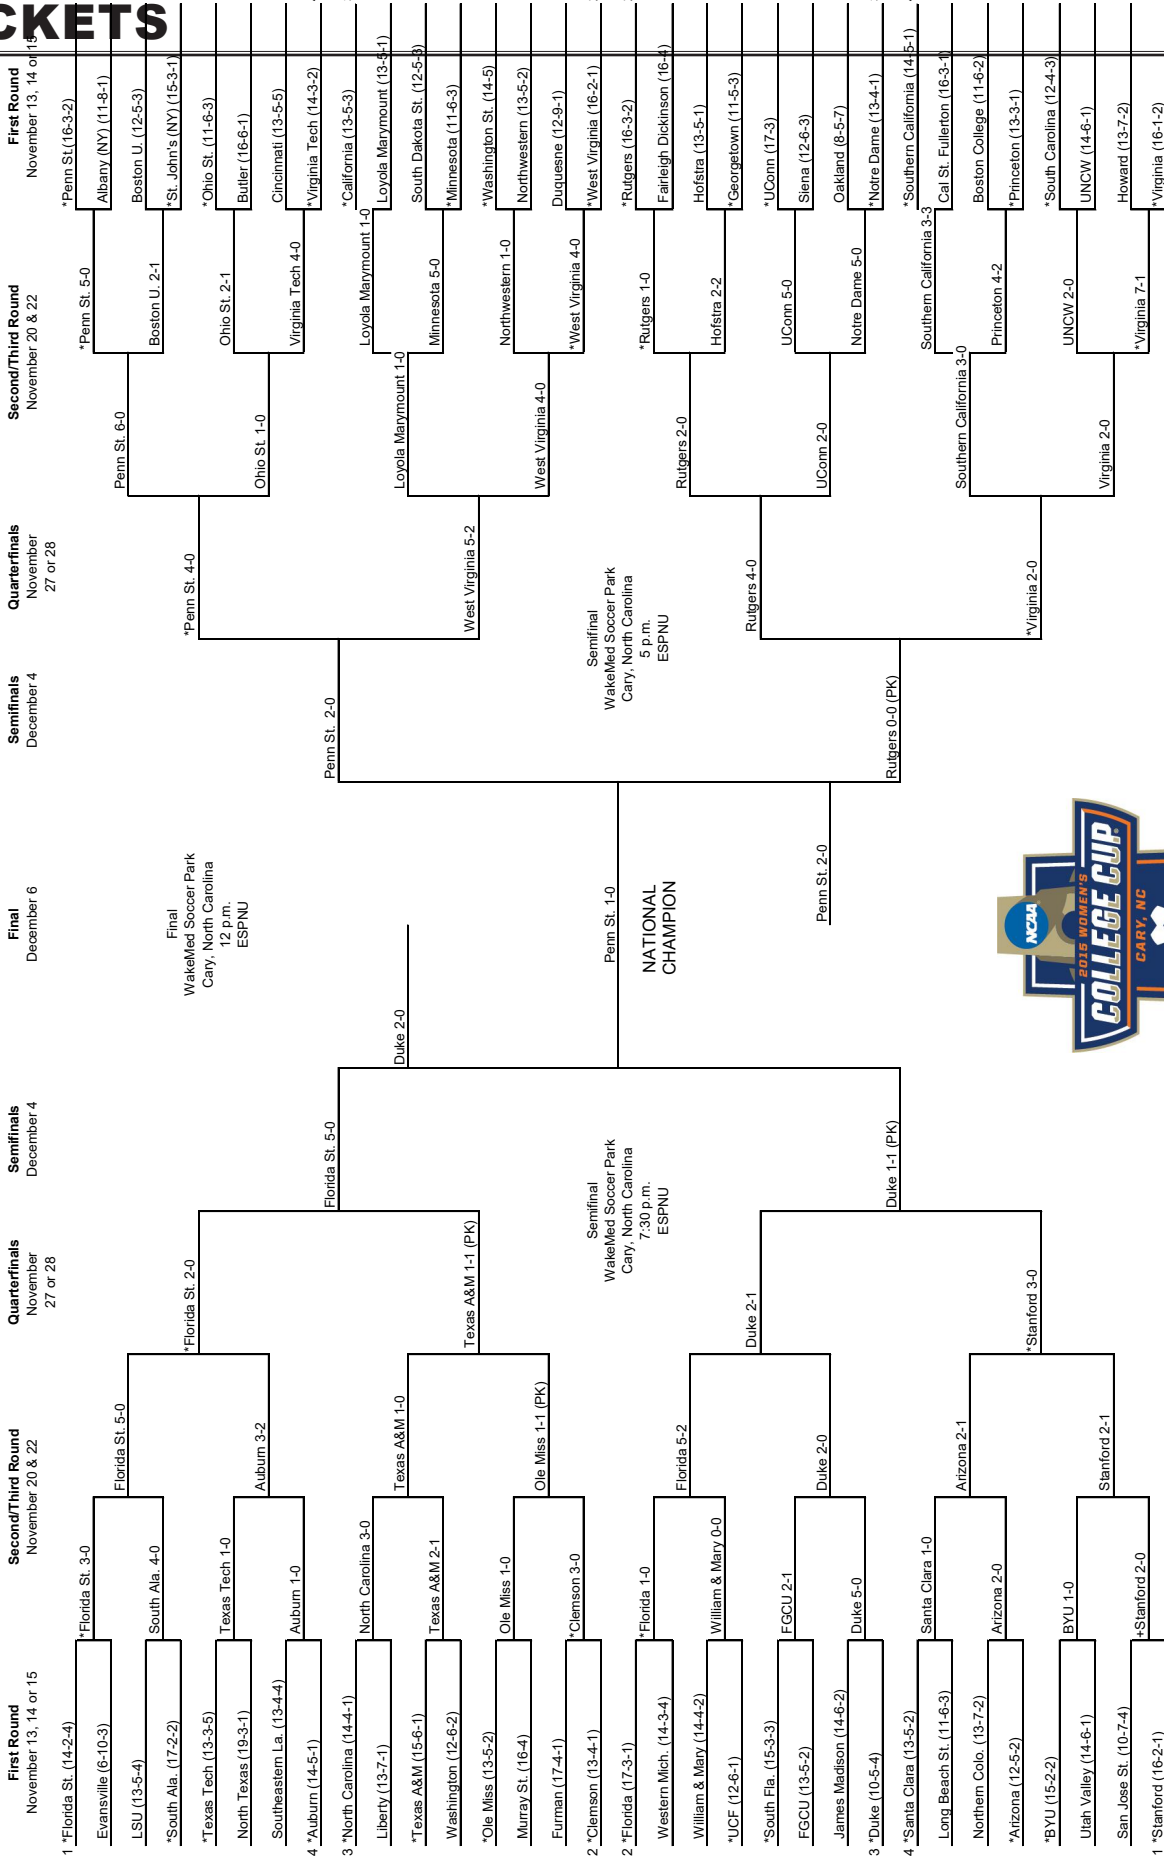 CKETS
First Round
November 13, 14 or 15
Second/Third Round
November 20 & 22
Quarterfinals
November
27 or 28
Semifinals
December 4
Final
December 6
Semifinals
December 4
Quarterfinals
November
27 or 28
Second/Third Round
November 20 & 22
First Round
November 13, 14 or 15
1 *Florida St. (14-2-4)
Evansville (6-10-3)
LSU (13-5-4)
*South Ala. (17-2-2)
*Texas Tech (13-3-5)
North Texas (19-3-1)
Southeastern La. (13-4-4)
4 *Auburn (14-5-1)
3 *North Carolina (14-4-1)
Liberty (13-7-1)
*Texas A&M (15-6-1)
Washington (12-6-2)
*Ole Miss (13-5-2)
Murray St. (16-4)
Furman (17-4-1)
2 *Clemson (13-4-1)
2 *Florida (17-3-1)
Western Mich. (14-3-4)
William & Mary (14-4-2)
*UCF (12-6-1)
*South Fla. (15-3-3)
FGCU (13-5-2)
James Madison (14-6-2)
3 *Duke (10-5-4)
4 *Santa Clara (13-5-2)
Long Beach St. (11-6-3)
Northern Colo. (13-7-2)
*Arizona (12-5-2)
*BYU (15-2-2)
Utah Valley (14-6-1)
San Jose St. (10-7-4)
1 *Stanford (16-2-1)
*Florida St. 3-0
South Ala. 4-0
Texas Tech 1-0
Auburn 1-0
North Carolina 3-0
Texas A&M 2-1
Ole Miss 1-0
*Clemson 3-0
*Florida 1-0
William & Mary 0-0
FGCU 2-1
Duke 5-0
Santa Clara 1-0
Arizona 2-0
BYU 1-0
+Stanford 2-0
Florida St. 5-0
Auburn 3-2
Texas A&M 1-0
Ole Miss 1-1 (PK)
Florida 5-2
Duke 2-0
Arizona 2-1
Stanford 2-1
*Florida St. 2-0
Texas A&M 1-1 (PK)
Duke 2-1
*Stanford 3-0
Semifinal
WakeMed Soccer Park
Cary, North Carolina
7:30 p.m.
ESPNU
Florida St. 5-0
Duke 1-1 (PK)
Duke 2-0
Final
WakeMed Soccer Park
Cary, North Carolina
12 p.m.
ESPNU
Penn St. 1-0
NATIONAL
CHAMPION
Penn St. 2-0
NCAA
2015 WOMEN'S
COLLEGE CUP
CARY, NC
Penn St. 2-0
Rutgers 0-0 (PK)
Semifinal
WakeMed Soccer Park
Cary, North Carolina
5 p.m.
ESPNU
*Penn St. 4-0
West Virginia 5-2
Rutgers 4-0
*Virginia 2-0
Penn St. 6-0
Ohio St. 1-0
Loyola Marymount 1-0
West Virginia 4-0
Rutgers 2-0
UConn 2-0
Southern California 3-0
Virginia 2-0
*Penn St. 5-0
Boston U. 2-1
Ohio St. 2-1
Virginia Tech 4-0
Loyola Marymount 1-0
Minnesota 5-0
Northwestern 1-0
*West Virginia 4-0
*Rutgers 1-0
Hofstra 2-2
UConn 5-0
Notre Dame 5-0
Southern California 3-3
Princeton 4-2
UNCW 2-0
*Virginia 7-1
*Penn St (16-3-2)
Albany (NY) (11-8-1)
Boston U. (12-5-3)
*St. John's (NY) (15-3-1)
*Ohio St. (11-6-3)
Butler (16-6-1)
Cincinnati (13-5-5)
*Virginia Tech (14-3-2)
*California (13-5-3)
Loyola Marymount (13-5-1)
South Dakota St. (12-5-3)
*Minnesota (11-6-3)
*Washington St. (14-5)
Northwestern (13-5-2)
Duquesne (12-9-1)
*West Virginia (16-2-1)
*Rutgers (16-3-2)
Fairleigh Dickinson (16-4)
Hofstra (13-5-1)
*Georgetown (11-5-3)
*UConn (17-3)
Siena (12-6-3)
Oakland (8-5-7)
*Notre Dame (13-4-1)
*Southern California (14-5-1)
Cal St. Fullerton (16-3-1)
Boston College (11-6-2)
*Princeton (13-3-1)
*South Carolina (12-4-3)
UNCW (14-6-1)
Howard (13-7-2)
*Virginia (16-1-2)